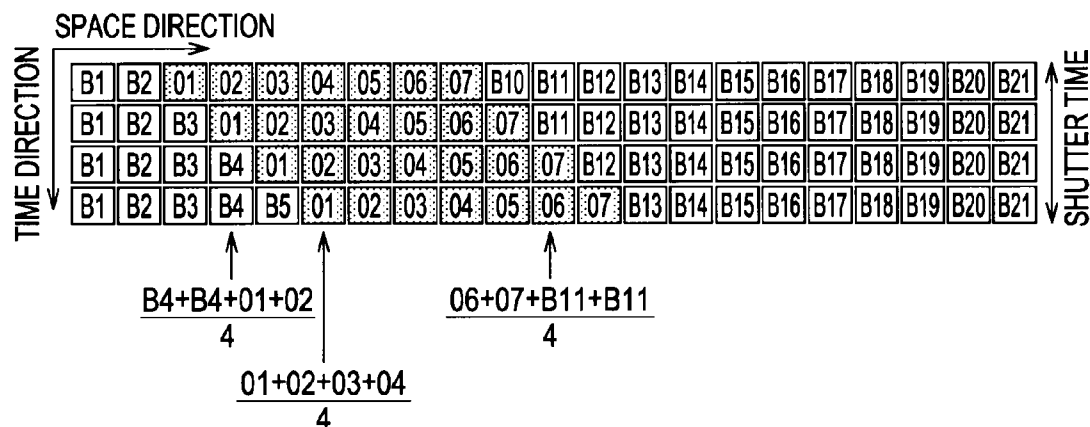 SPACE DIRECTION
TIME DIRECTION
SHUTTER TIME
B1 B2 01 02 03 04 05 06 07 B10 B11 B12 B13 B14 B15 B16 B17 B18 B19 B20 B21
B1 B2 B3 01 02 03 04 05 06 07 B11 B12 B13 B14 B15 B16 B17 B18 B19 B20 B21
B1 B2 B3 B4 01 02 03 04 05 06 07 B12 B13 B14 B15 B16 B17 B18 B19 B20 B21
B1 B2 B3 B4 B5 01 02 03 04 05 06 07 B13 B14 B15 B16 B17 B18 B19 B20 B21
B4+B4+01+02
4
06+07+B11+B11
4
01+02+03+04
4